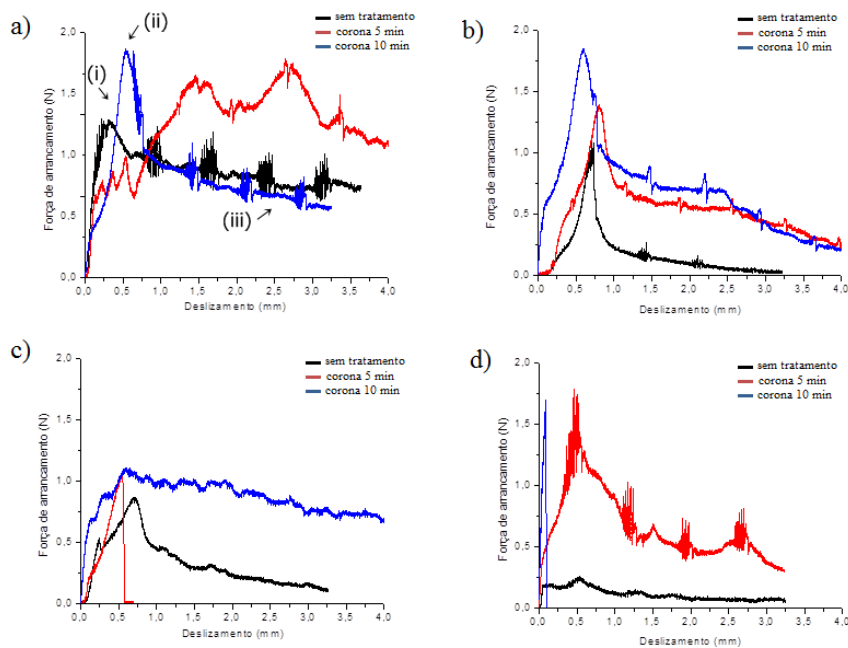 a)
(i)
(ii)
(iii)
sem tratamento
corona 5 min
corona 10 min
Força de arrancamento (N)
2,0
1,5
1,0
0,5
0,0
0,0 0,5 1,0 1,5 2,0 2,5 3,0 3,5 4,0
Deslizamento (mm)
b)
sem tratamento
corona 5 min
corona 10 min
Força de arrancamento (N)
2,0
1,5
1,0
0,5
0,0
0,0 0,5 1,0 1,5 2,0 2,5 3,0 3,5 4,0
Deslizamento (mm)
c)
sem tratamento
corona 5 min
corona 10 min
Força de arrancamento (N)
2,0
1,5
1,0
0,5
0,0
0,0 0,5 1,0 1,5 2,0 2,5 3,0 3,5 4,0
Deslizamento (mm)
d)
sem tratamento
corona 5 min
corona 10 min
Força de arrancamento (N)
2,0
1,5
1,0
0,5
0,0
0,0 0,5 1,0 1,5 2,0 2,5 3,0 3,5 4,0
Deslizamento (mm)